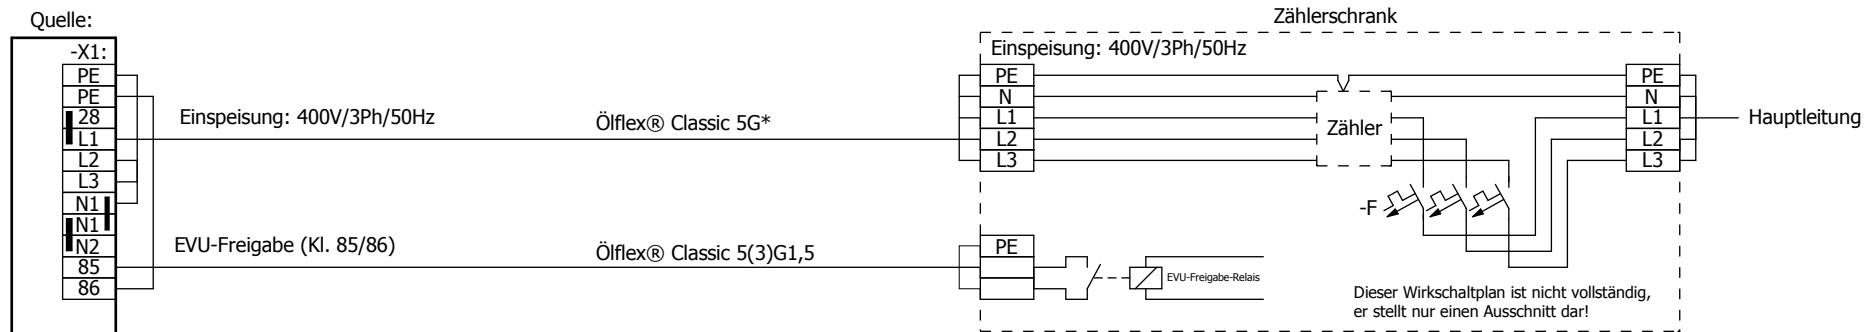 Quelle:
-X1:
PE
PE
28
L1
L2
L3
N1
N1
N2
85
86
Einspeisung: 400V/3Ph/50Hz
Ölflex® Classic 5G*
EVU-Freigabe (Kl. 85/86)
Ölflex® Classic 5(3)G1,5
Zählerschrank
Einspeisung: 400V/3Ph/50Hz
PE
N
L1
L2
L3
Zähler
PE
N
L1
L2
L3
Hauptleitung
-F
PE
EVU-Freigabe-Relais
Dieser Wirkschaltplan ist nicht vollständig,
er stellt nur einen Ausschnitt dar!